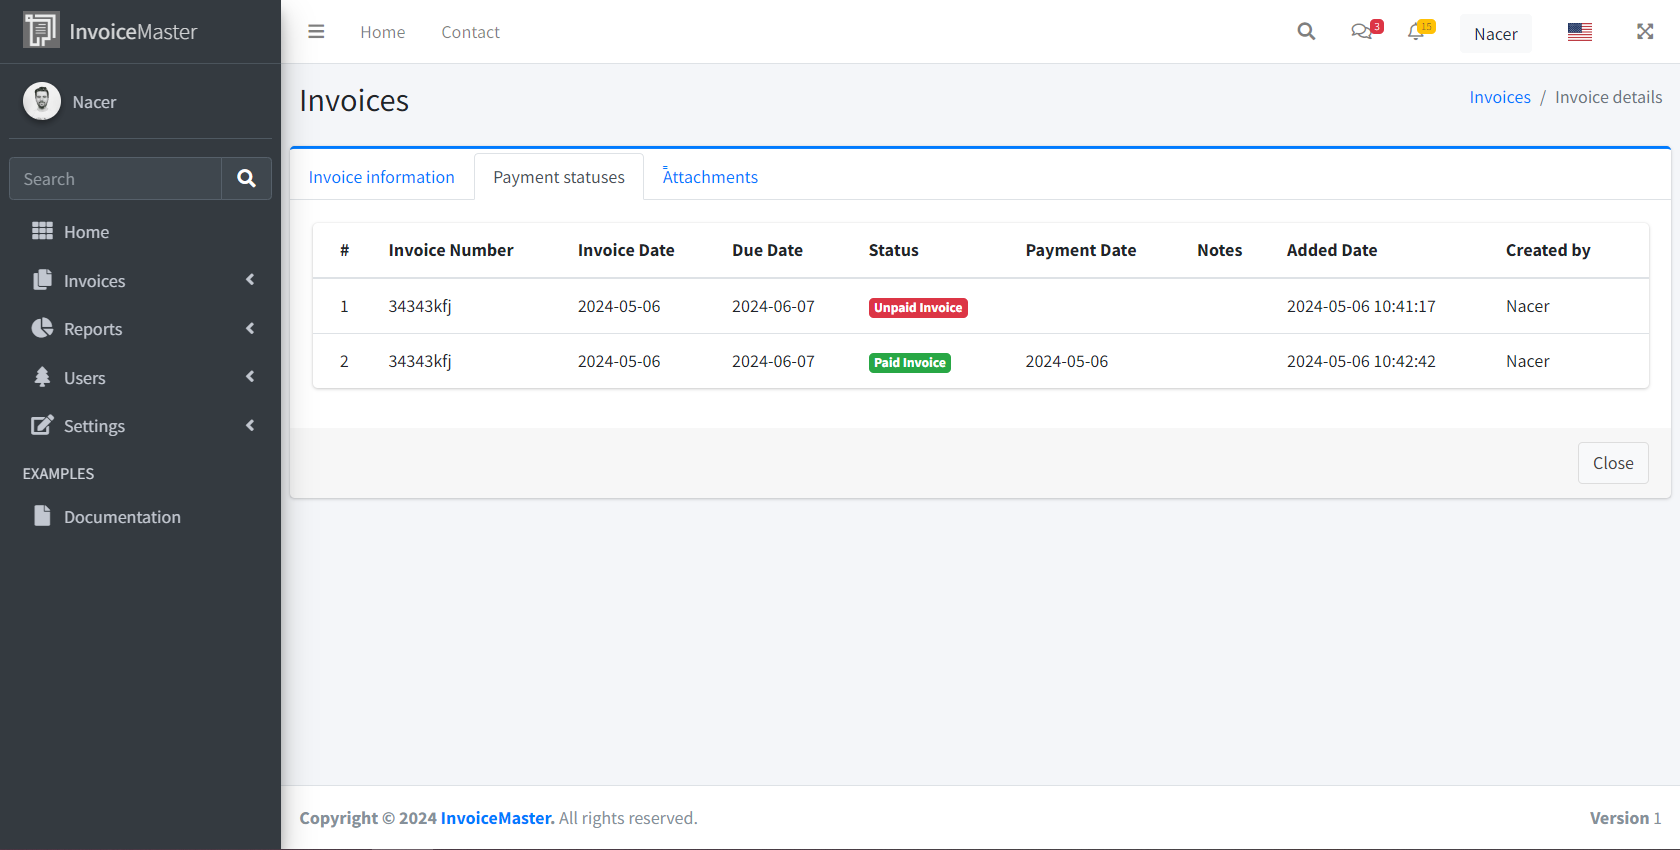 InvoiceMaster
Home
Contact
3
15
Nacer
Nacer
Search
Home
Invoices
Reports
Users
Settings
EXAMPLES
Documentation
Invoices
Invoices / Invoice details
Invoice information
Payment statuses
Attachments
# Invoice Number Invoice Date Due Date Status Payment Date Notes Added Date Created by
1 34343kfj 2024-05-06 2024-06-07 Unpaid Invoice 2024-05-06 10:41:17 Nacer
2 34343kfj 2024-05-06 2024-06-07 Paid Invoice 2024-05-06 2024-05-06 10:42:42 Nacer
Close
Copyright © 2024 InvoiceMaster. All rights reserved.
Version 1